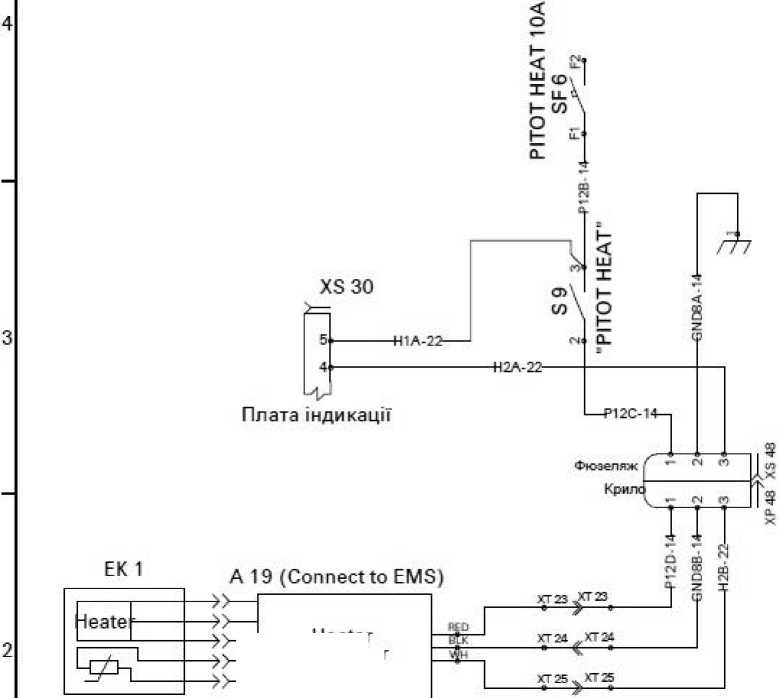 4
PITOT HEAT 10A
SF 6
F2
F1
P12B-14
1
3
"PITOT HEAT"
S 9
2
GND8A-14
XS 30
3
5
H1A-22
4
H2A-22
Плата індикації
P12C-14
Фюзеляж
1
2
3
XS 48
Крило
1
2
3
XP 48
P12D-14
GND8B-14
H2B-22
EK 1
A 19 (Connect to EMS)
Heater
XT 23
XT 23
RED
BLK
XT 24
XT 24
2
WH
XT 25
XT 25